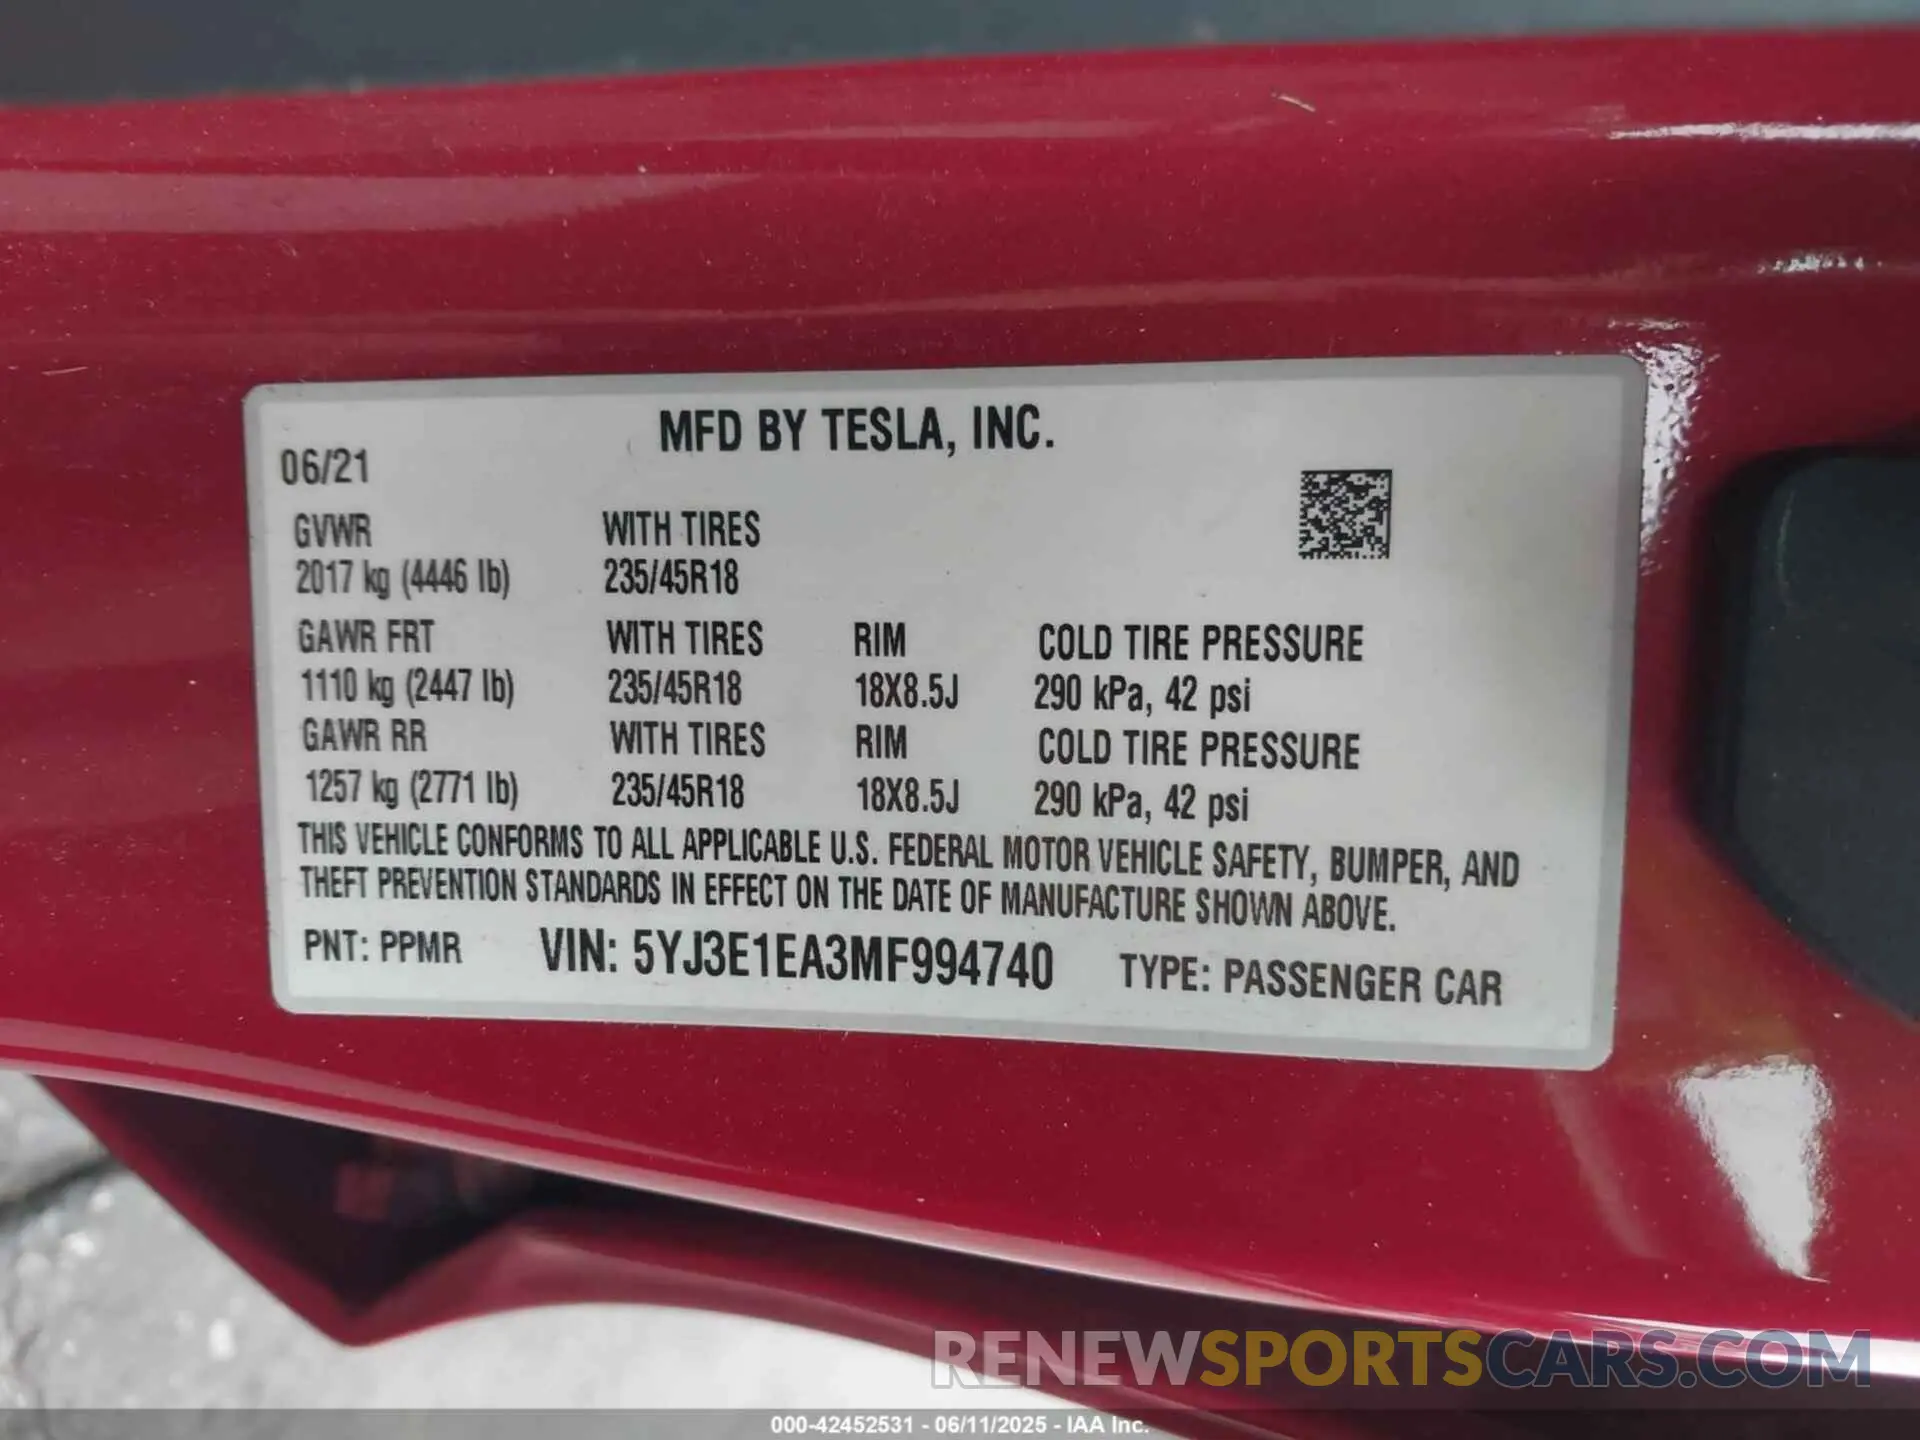 MFD BY TESLA, INC.
06/21
GVWR WITH TIRES
2017 kg (4446 lb) 235/45R18
GAWR FRT WITH TIRES RIM COLD TIRE PRESSURE
1110 kg (2447 lb) 235/45R18 18X8.5J 290 kPa, 42 psi
GAWR RR WITH TIRES RIM COLD TIRE PRESSURE
1257 kg (2771 lb) 235/45R18 18X8.5J 290 kPa, 42 psi
THIS VEHICLE CONFORMS TO ALL APPLICABLE U.S. FEDERAL MOTOR VEHICLE SAFETY, BUMPER, AND
THEFT PREVENTION STANDARDS IN EFFECT ON THE DATE OF MANUFACTURE SHOWN ABOVE.
PNT: PPMR VIN: 5YJ3E1EA3MF994740 TYPE: PASSENGER CAR
RENEWSPORTSCARS.COM
000-42452531 - 06/11/2025 - IAA Inc.